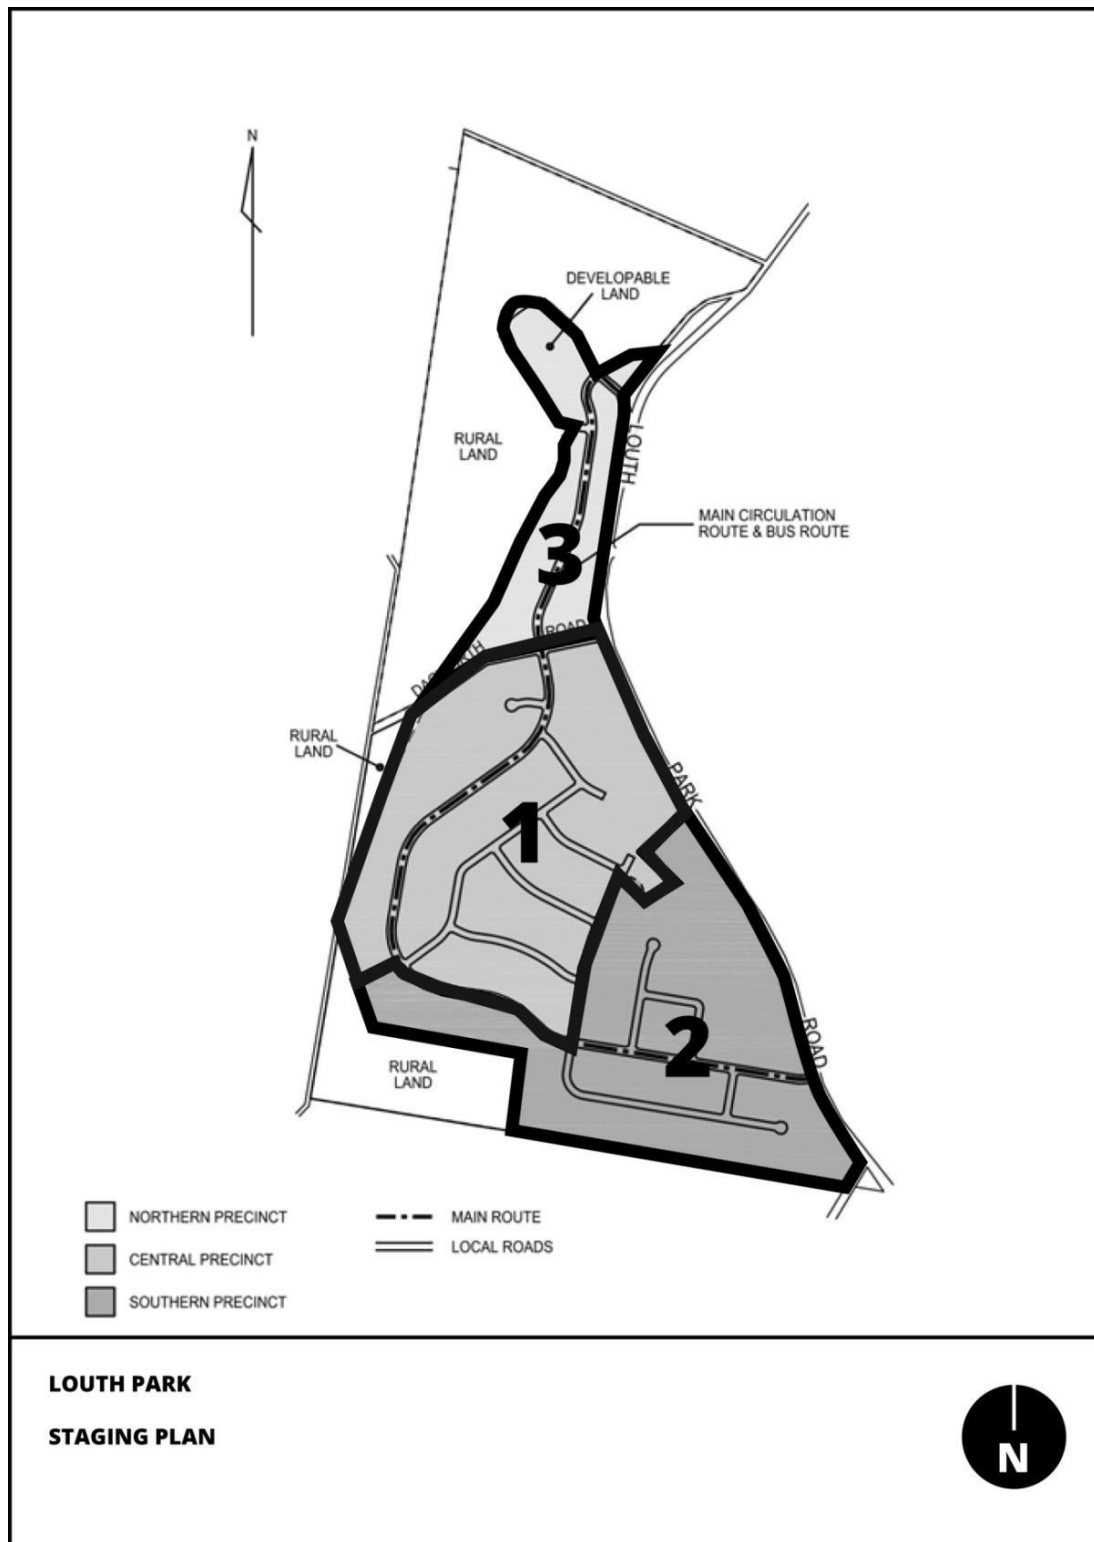 N
DEVELOPABLE
LAND
RURAL
LAND
LOUTH
MAIN CIRCULATION
ROUTE & BUS ROUTE
3
ROAD
RURAL
LAND
PARK
1
2
ROAD
RURAL
LAND
NORTHERN PRECINCT
CENTRAL PRECINCT
SOUTHERN PRECINCT
MAIN ROUTE
LOCAL ROADS
LOUTH PARK
STAGING PLAN
N